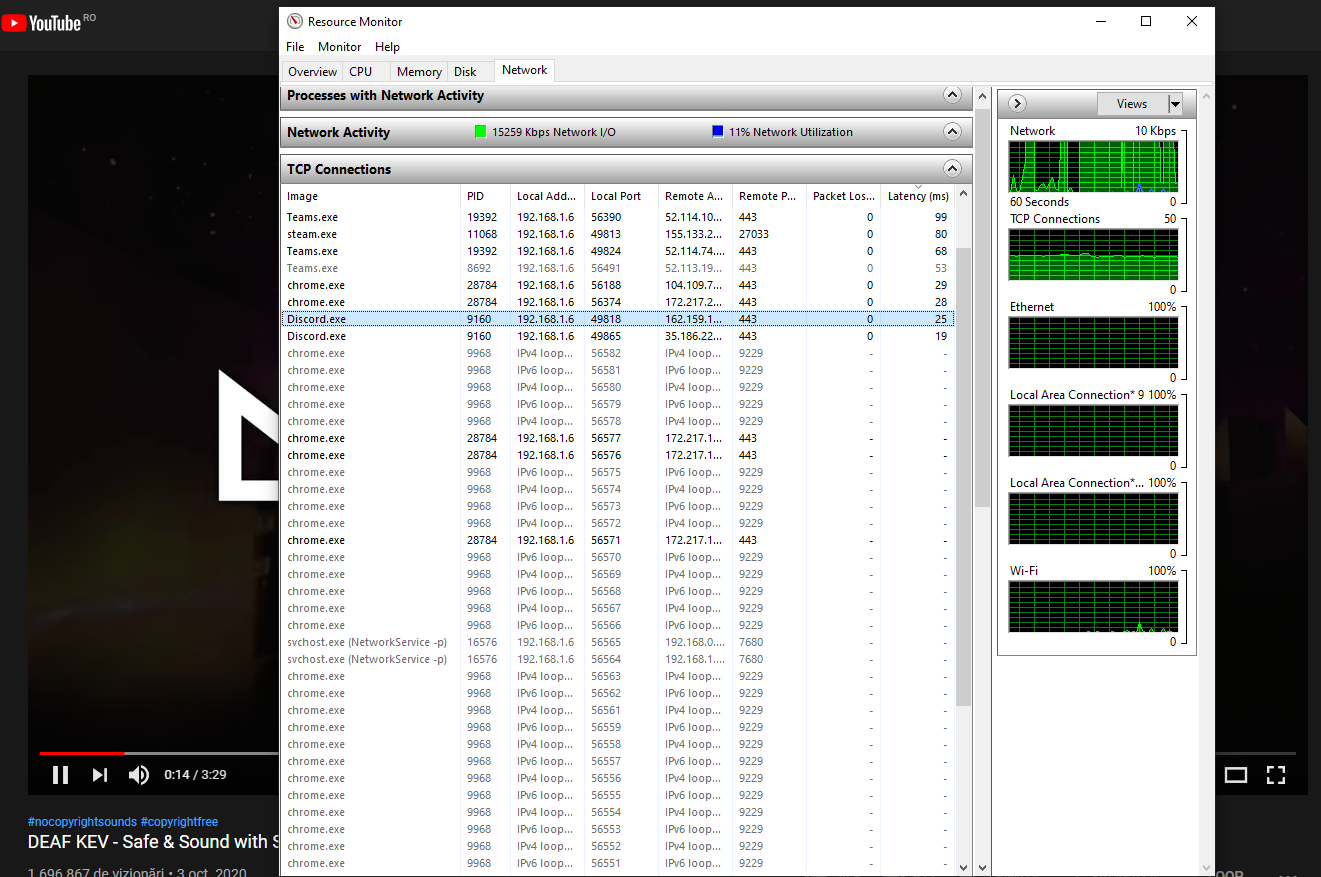 YouTube RO
Resource Monitor
File Monitor Help
Overview CPU Memory Disk Network
Processes with Network Activity
Network Activity 15259 Kbps Network I/O 11% Network Utilization
TCP Connections
Image PID Local Add... Local Port Remote A... Remote P... Packet Los... Latency (ms)
Teams.exe 19392 192.168.1.6 56390 52.114.10... 443 0 99
steam.exe 11068 192.168.1.6 49813 155.133.2... 27033 0 80
Teams.exe 19392 192.168.1.6 49824 52.114.74.... 443 0 68
Teams.exe 8692 192.168.1.6 56491 52.113.19... 443 0 53
chrome.exe 28784 192.168.1.6 56188 104.109.7... 443 0 29
chrome.exe 28784 192.168.1.6 56374 172.217.2... 443 0 28
Discord.exe 9160 192.168.1.6 49818 162.159.1... 443 0 25
Discord.exe 9160 192.168.1.6 49865 35.186.22... 443 0 19
chrome.exe 9968 IPv4 loop... 56582 IPv4 loop... 9229 - -
chrome.exe 9968 IPv6 loop... 56581 IPv6 loop... 9229 - -
chrome.exe 9968 IPv4 loop... 56580 IPv4 loop... 9229 - -
chrome.exe 9968 IPv6 loop... 56579 IPv6 loop... 9229 - -
chrome.exe 9968 IPv4 loop... 56578 IPv4 loop... 9229 - -
chrome.exe 28784 192.168.1.6 56577 172.217.1... 443 - -
chrome.exe 28784 192.168.1.6 56576 172.217.1... 443 - -
chrome.exe 9968 IPv6 loop... 56575 IPv6 loop... 9229 - -
chrome.exe 9968 IPv4 loop... 56574 IPv4 loop... 9229 - -
chrome.exe 9968 IPv6 loop... 56573 IPv6 loop... 9229 - -
chrome.exe 9968 IPv4 loop... 56572 IPv4 loop... 9229 - -
chrome.exe 28784 192.168.1.6 56571 172.217.1... 443 - -
chrome.exe 9968 IPv6 loop... 56570 IPv6 loop... 9229 - -
chrome.exe 9968 IPv4 loop... 56569 IPv4 loop... 9229 - -
chrome.exe 9968 IPv6 loop... 56568 IPv6 loop... 9229 - -
chrome.exe 9968 IPv4 loop... 56567 IPv4 loop... 9229 - -
chrome.exe 9968 IPv6 loop... 56566 IPv6 loop... 9229 - -
svchost.exe (NetworkService -p) 16576 192.168.1.6 56565 192.168.0.... 7680 - -
svchost.exe (NetworkService -p) 16576 192.168.1.6 56564 192.168.1.... 7680 - -
chrome.exe 9968 IPv4 loop... 56563 IPv4 loop... 9229 - -
chrome.exe 9968 IPv6 loop... 56562 IPv6 loop... 9229 - -
chrome.exe 9968 IPv4 loop... 56561 IPv4 loop... 9229 - -
chrome.exe 9968 IPv6 loop... 56559 IPv6 loop... 9229 - -
chrome.exe 9968 IPv4 loop... 56558 IPv4 loop... 9229 - -
chrome.exe 9968 IPv6 loop... 56557 IPv6 loop... 9229 - -
chrome.exe 9968 IPv4 loop... 56556 IPv4 loop... 9229 - -
chrome.exe 9968 IPv6 loop... 56555 IPv6 loop... 9229 - -
chrome.exe 9968 IPv4 loop... 56554 IPv4 loop... 9229 - -
chrome.exe 9968 IPv6 loop... 56553 IPv6 loop... 9229 - -
chrome.exe 9968 IPv4 loop... 56552 IPv4 loop... 9229 - -
chrome.exe 9968 IPv6 loop... 56551 IPv6 loop... 9229 - -
Views
Network 10 Kbps
60 Seconds 0
TCP Connections 50
0
Ethernet 100%
0
Local Area Connection* 9 100%
0
Local Area Connection*... 100%
0
Wi-Fi 100%
0
0:14 / 3:29
#nocopyrightsounds #copyrightfree
DEAF KEV - Safe & Sound with
1.696.867 de vizionări • 3 oct. 2020